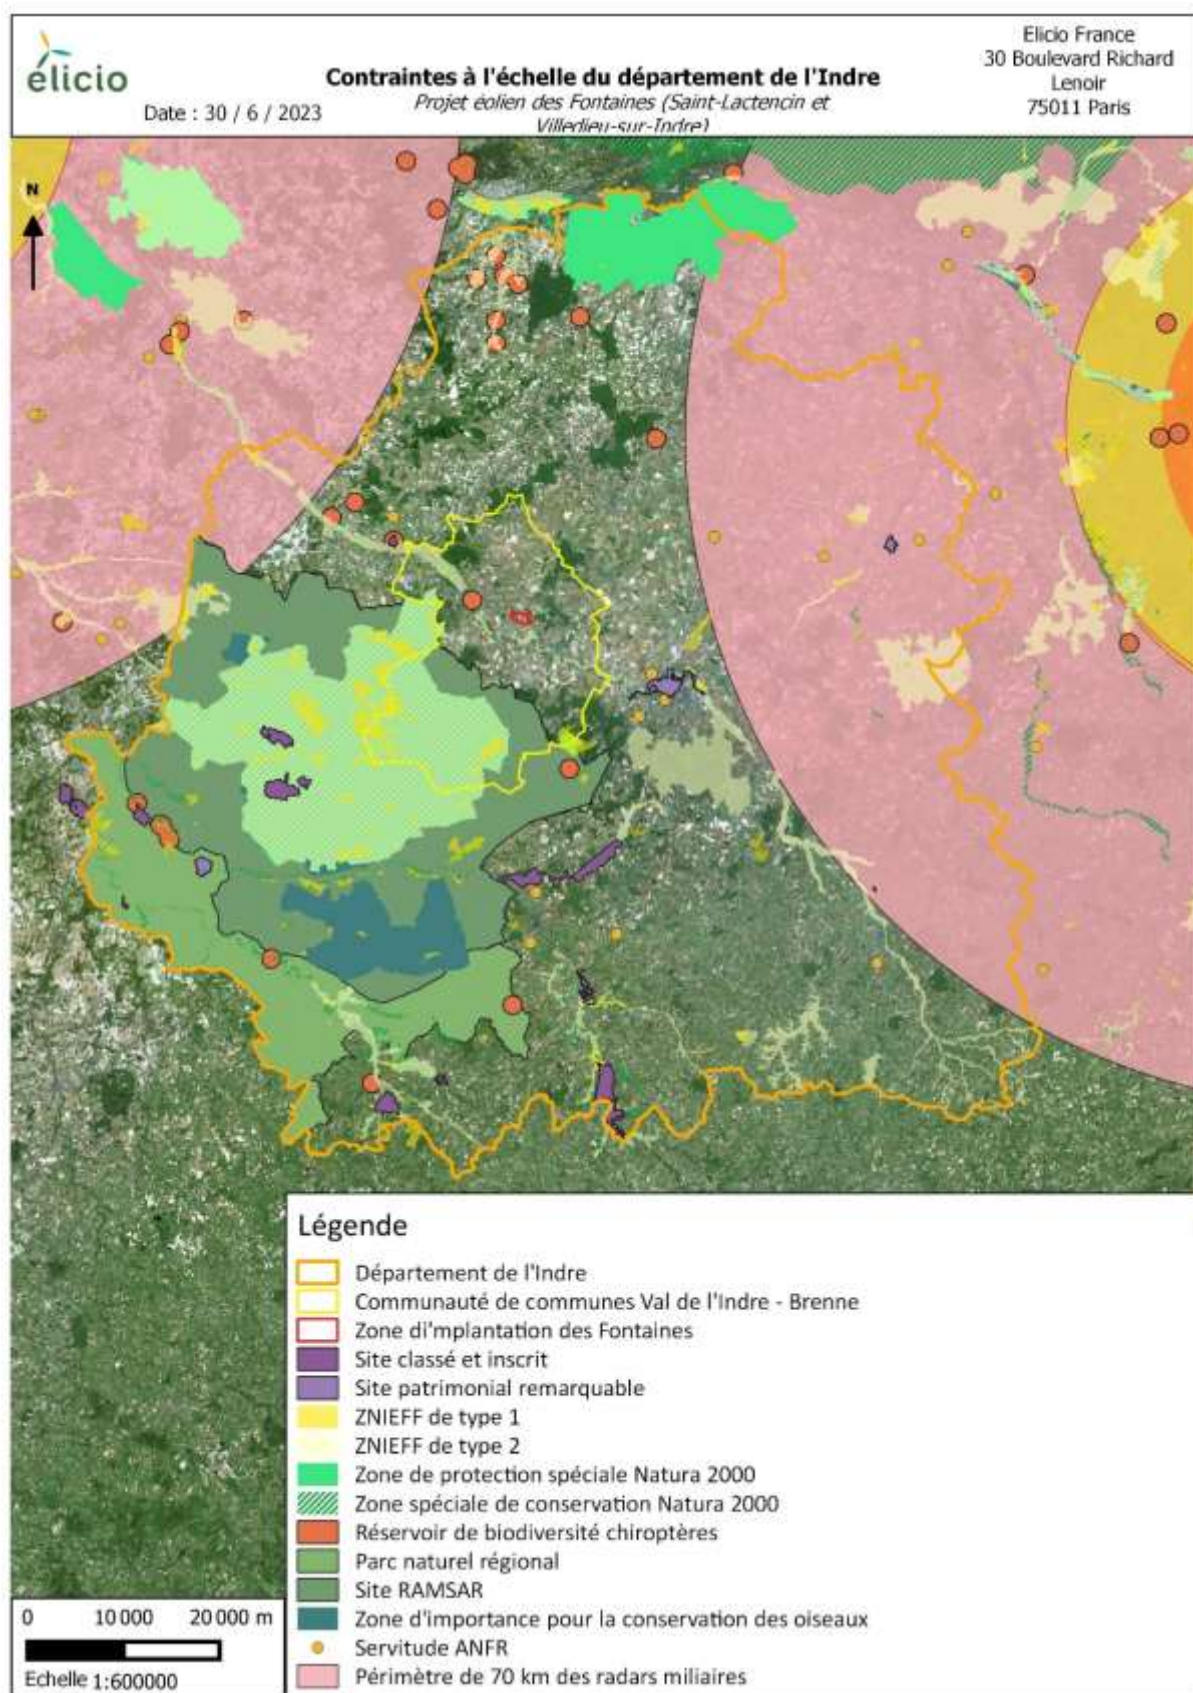 elicio
Date : 30 / 6 / 2023
Contraintes à l'échelle du département de l'Indre
Projet éolien des Fontaines (Saint-Lactencin et
Villedieu-sur-Indre)
Elicio France
30 Boulevard Richard
Lenoir
75011 Paris
N
Légende
Département de l'Indre
Communauté de communes Val de l'Indre - Brenne
Zone di'mplantation des Fontaines
Site classé et inscrit
Site patrimonial remarquable
ZNIEFF de type 1
ZNIEFF de type 2
Zone de protection spéciale Natura 2000
Zone spéciale de conservation Natura 2000
Réservoir de biodiversité chiroptères
Parc naturel régional
Site RAMSAR
Zone d'importance pour la conservation des oiseaux
Servitude ANFR
Périmètre de 70 km des radars miliaires
0 10 000 20 000 m
Echelle 1:600000